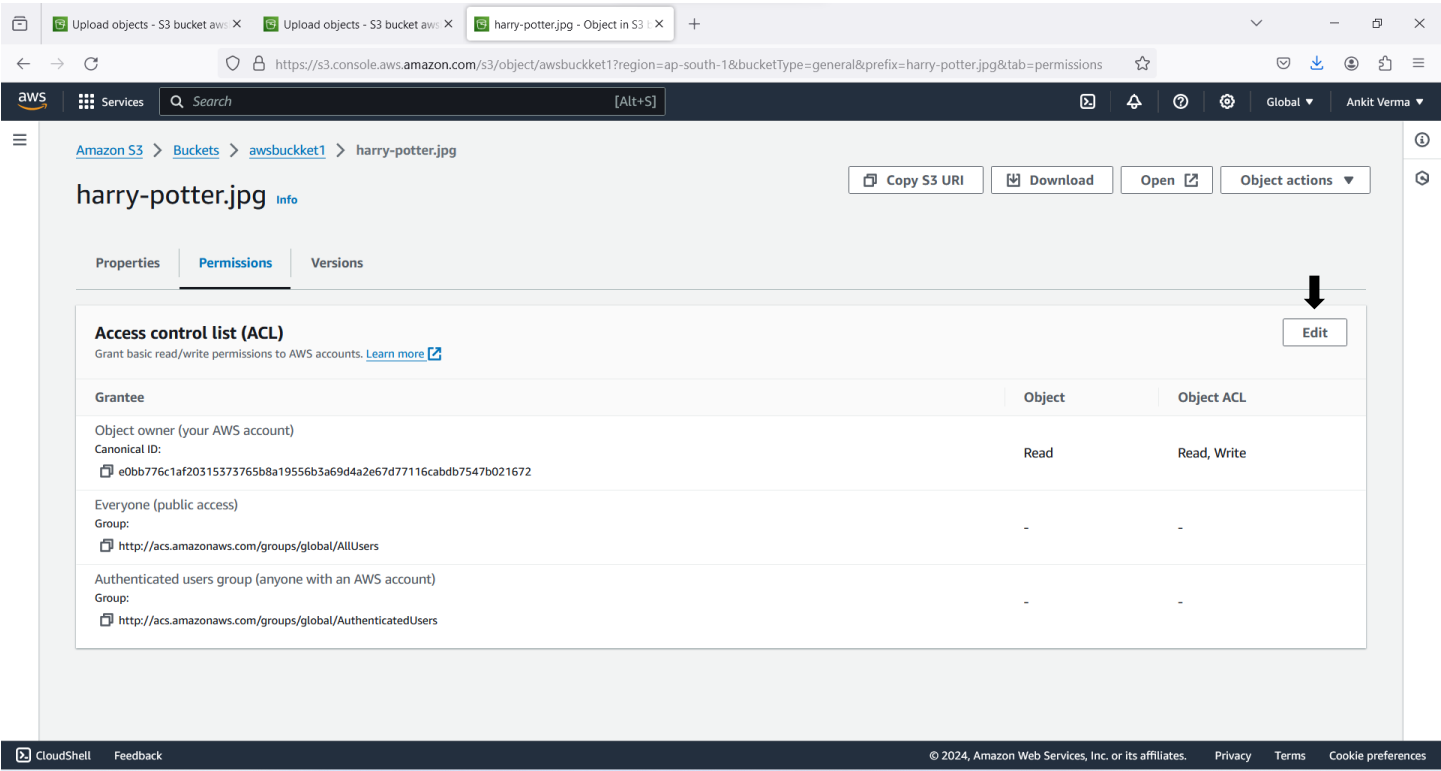 Upload objects - S3 bucket aws
Upload objects - S3 bucket aws
harry-potter.jpg - Object in S3 b
https://s3.console.aws.amazon.com/s3/object/awsbuckket1?region=ap-south-1&bucketType=general&prefix=harry-potter.jpg&tab=permissions
aws
Services
Search
[Alt+S]
Global
Ankit Verma
Amazon S3 > Buckets > awsbuckket1 > harry-potter.jpg
harry-potter.jpg Info
Copy S3 URI
Download
Open
Object actions
Properties
Permissions
Versions
Access control list (ACL)
Edit
Grant basic read/write permissions to AWS accounts. Learn more
Grantee
Object
Object ACL
Object owner (your AWS account)
Canonical ID:
e0bb776c1af20315373765b8a19556b3a69d4a2e67d77116cabdb7547b021672
Read
Read, Write
Everyone (public access)
Group:
http://acs.amazonaws.com/groups/global/AllUsers
-
-
Authenticated users group (anyone with an AWS account)
Group:
http://acs.amazonaws.com/groups/global/AuthenticatedUsers
-
-
CloudShell
Feedback
© 2024, Amazon Web Services, Inc. or its affiliates.
Privacy
Terms
Cookie preferences